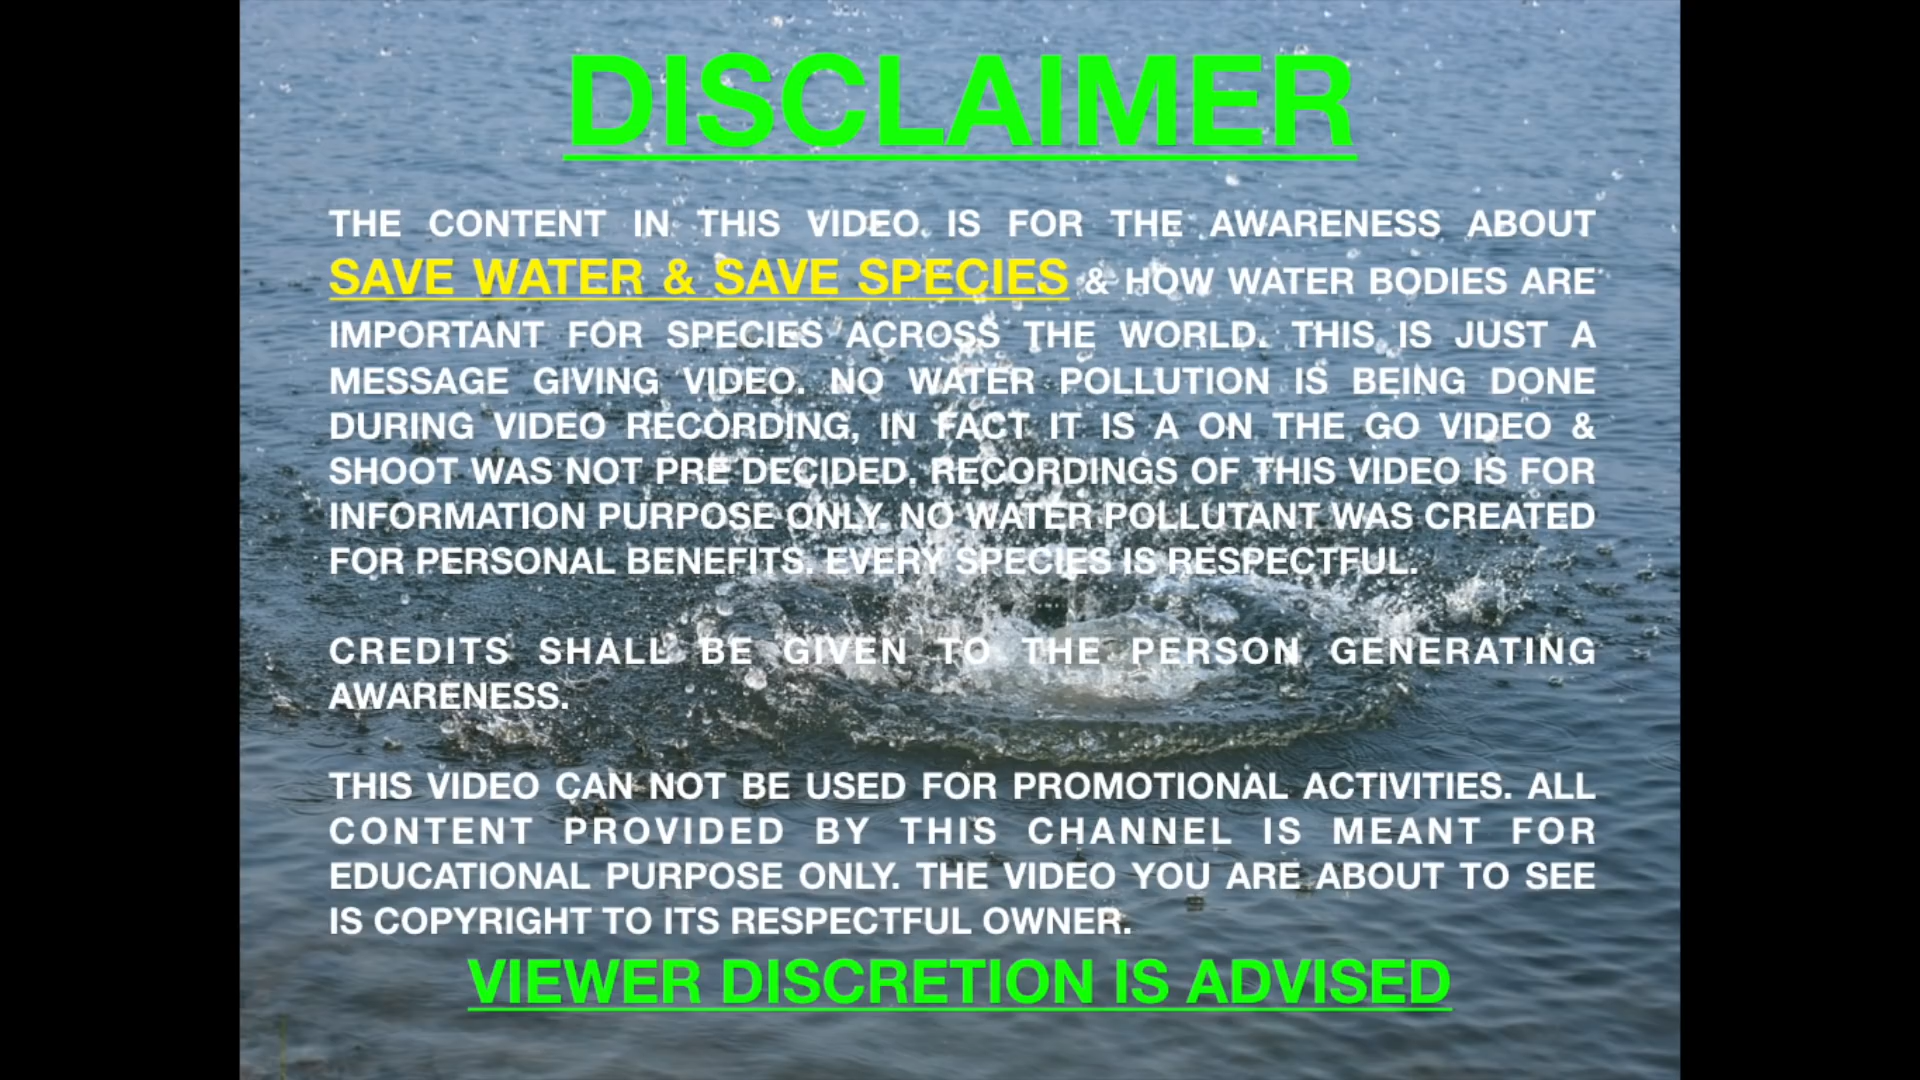 DISCLAIMER
THE CONTENT IN THIS VIDEO IS FOR THE AWARENESS ABOUT
SAVE WATER & SAVE SPECIES & HOW WATER BODIES ARE
IMPORTANT FOR SPECIES ACROSS THE WORLD. THIS IS JUST A
MESSAGE GIVING VIDEO. NO WATER POLLUTION IS BEING DONE
DURING VIDEO RECORDING, IN FACT IT IS A ON THE GO VIDEO &
SHOOT WAS NOT PRE DECIDED. RECORDINGS OF THIS VIDEO IS FOR
INFORMATION PURPOSE ONLY. NO WATER POLLUTANT WAS CREATED
FOR PERSONAL BENEFITS. EVERY SPECIES IS RESPECTFUL.
CREDITS SHALL BE GIVEN TO THE PERSON GENERATING
AWARENESS.
THIS VIDEO CAN NOT BE USED FOR PROMOTIONAL ACTIVITIES. ALL
CONTENT PROVIDED BY THIS CHANNEL IS MEANT FOR
EDUCATIONAL PURPOSE ONLY. THE VIDEO YOU ARE ABOUT TO SEE
IS COPYRIGHT TO ITS RESPECTFUL OWNER.
VIEWER DISCRETION IS ADVISED